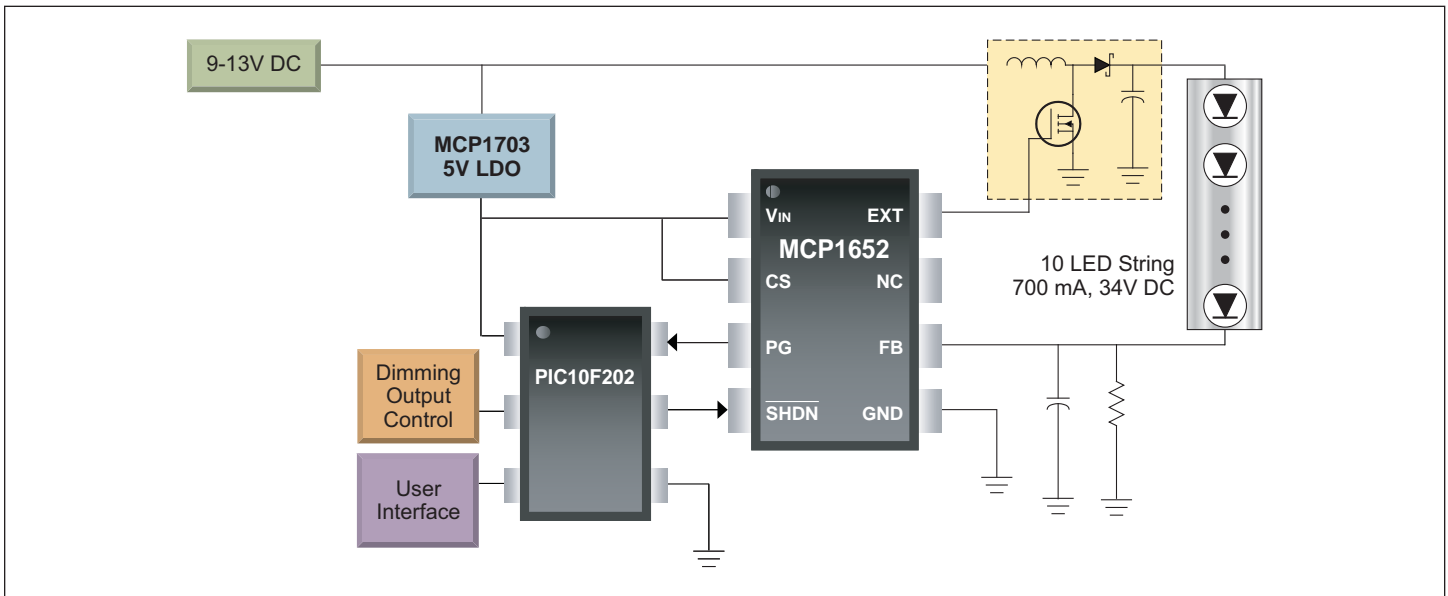 9-13V DC
MCP1703
5V LDO
VIN
EXT
MCP1652
CS
NC
PG
FB
SHDN
GND
10 LED String
700 mA, 34V DC
PIC10F202
Dimming
Output
Control
User
Interface